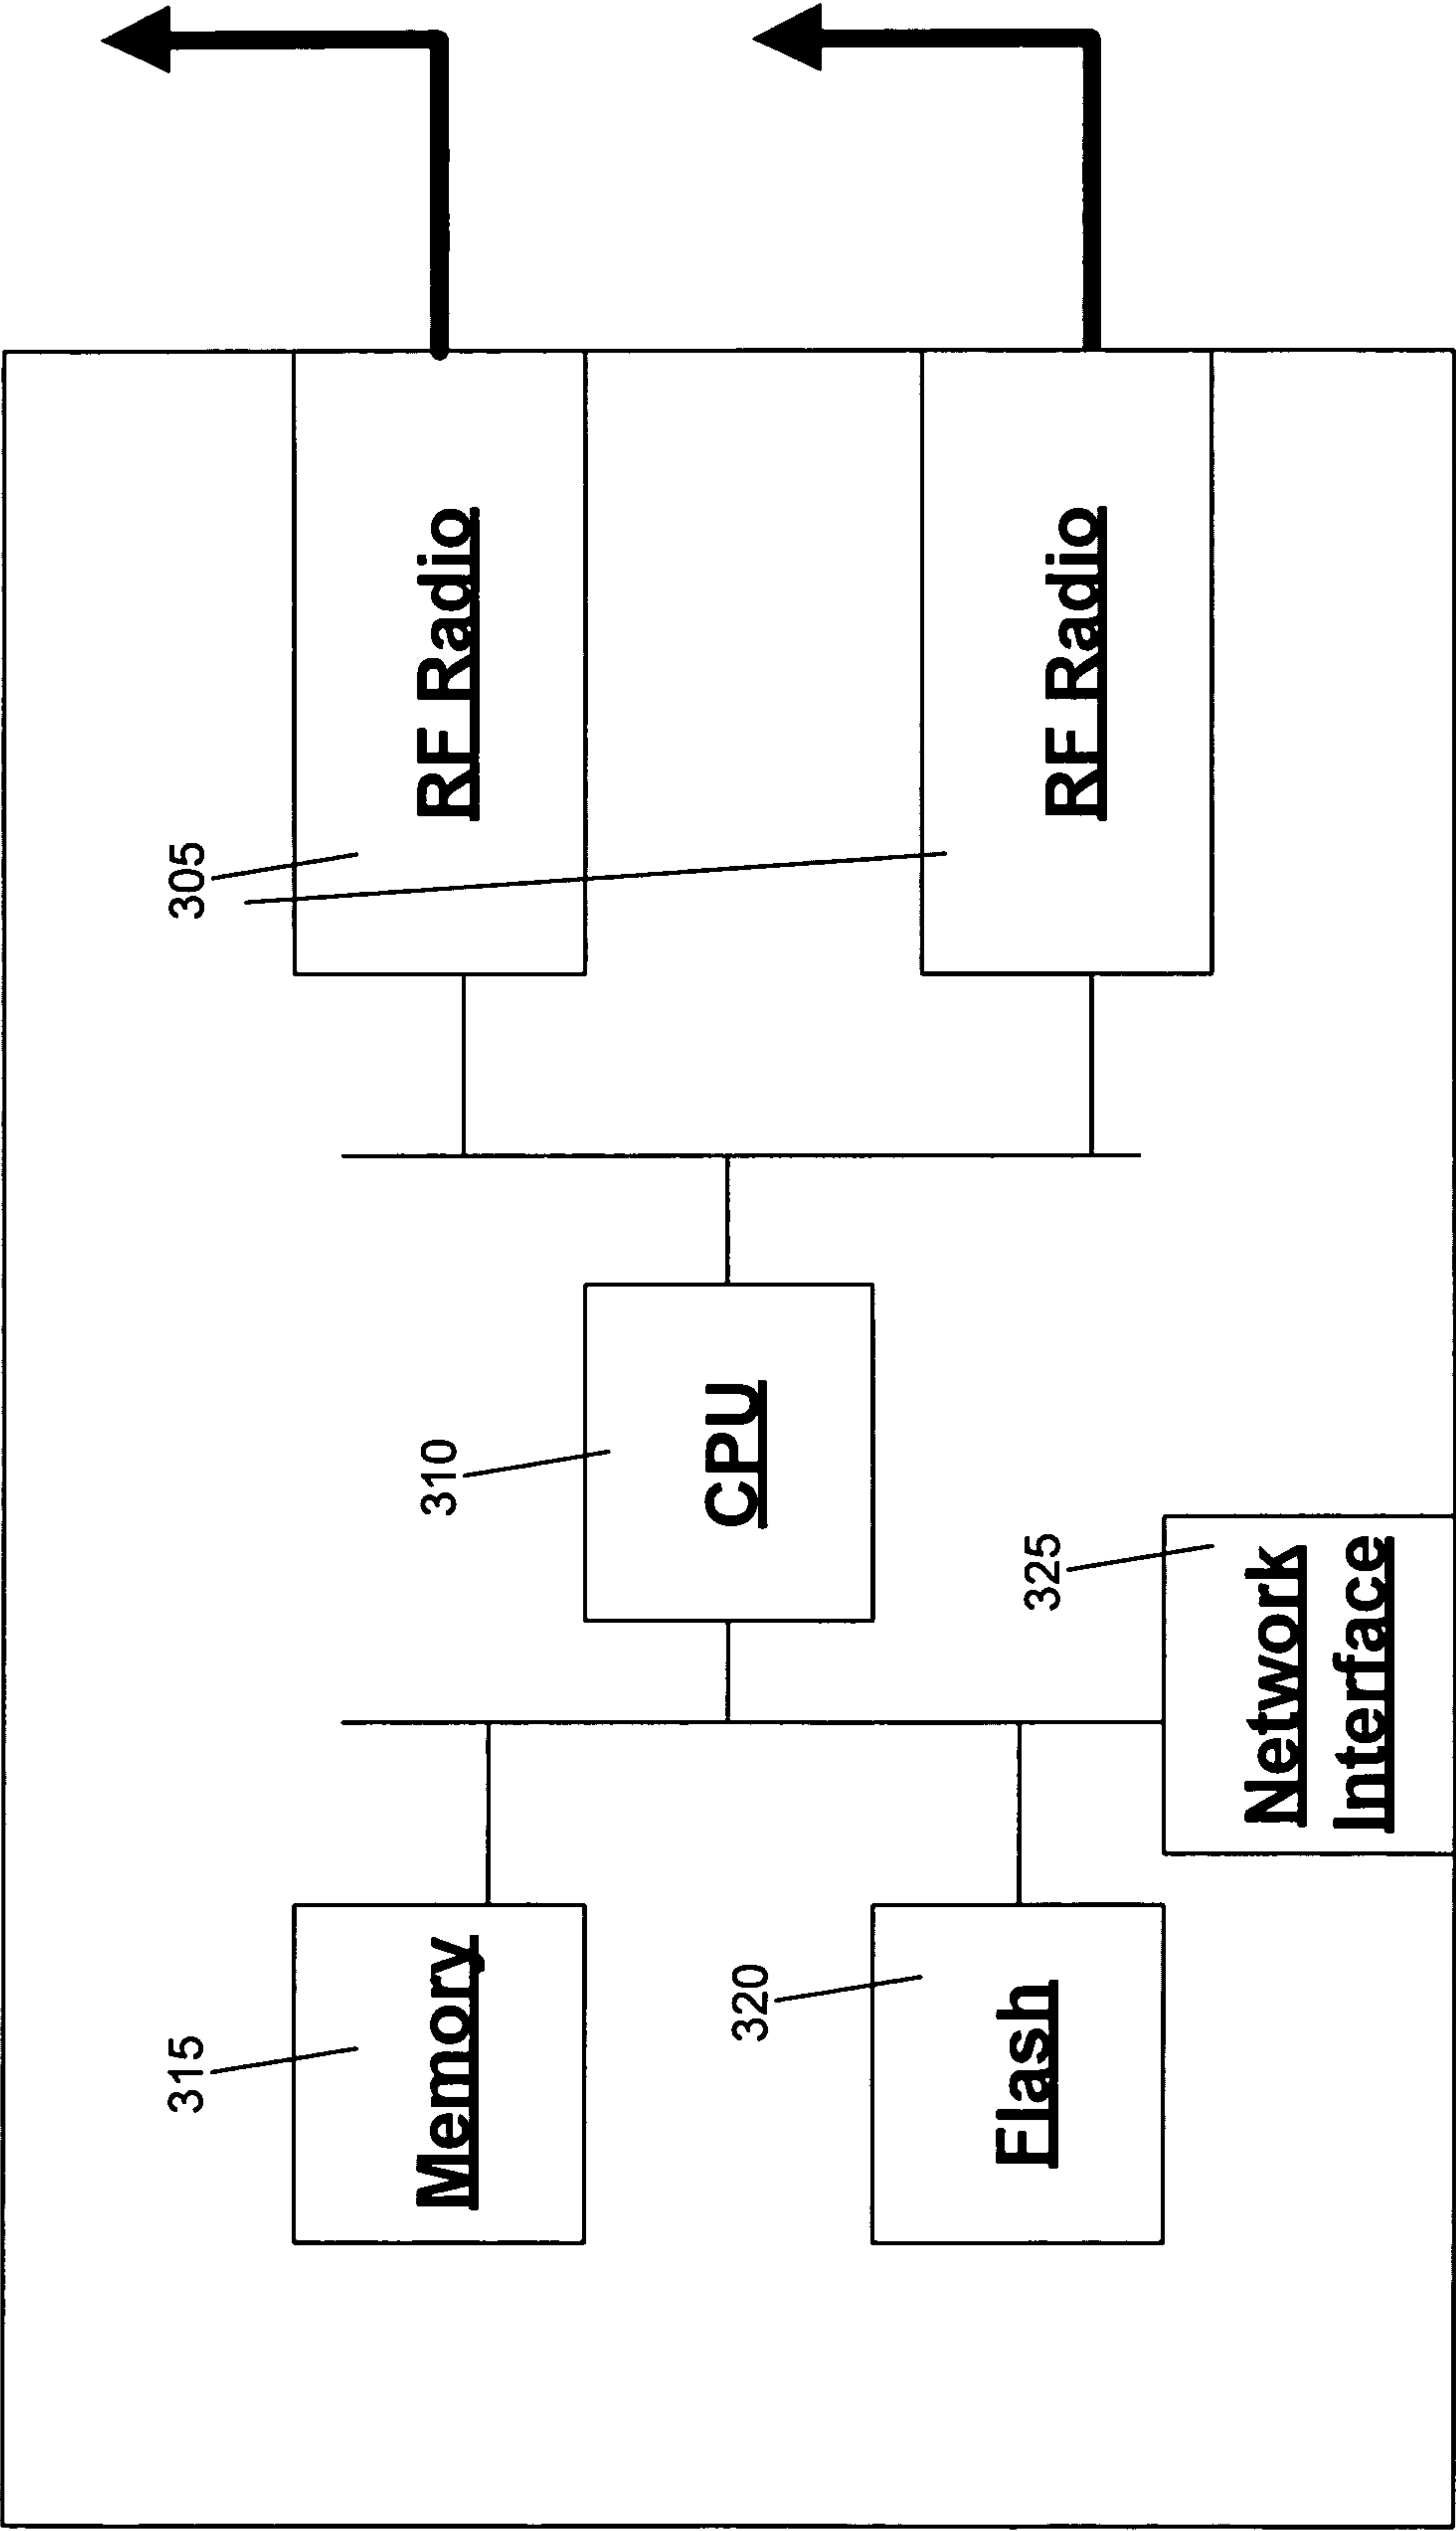 315
305
310
Memory
RF Radio
320
CPU
325
Flash
RF Radio
Network
Interface